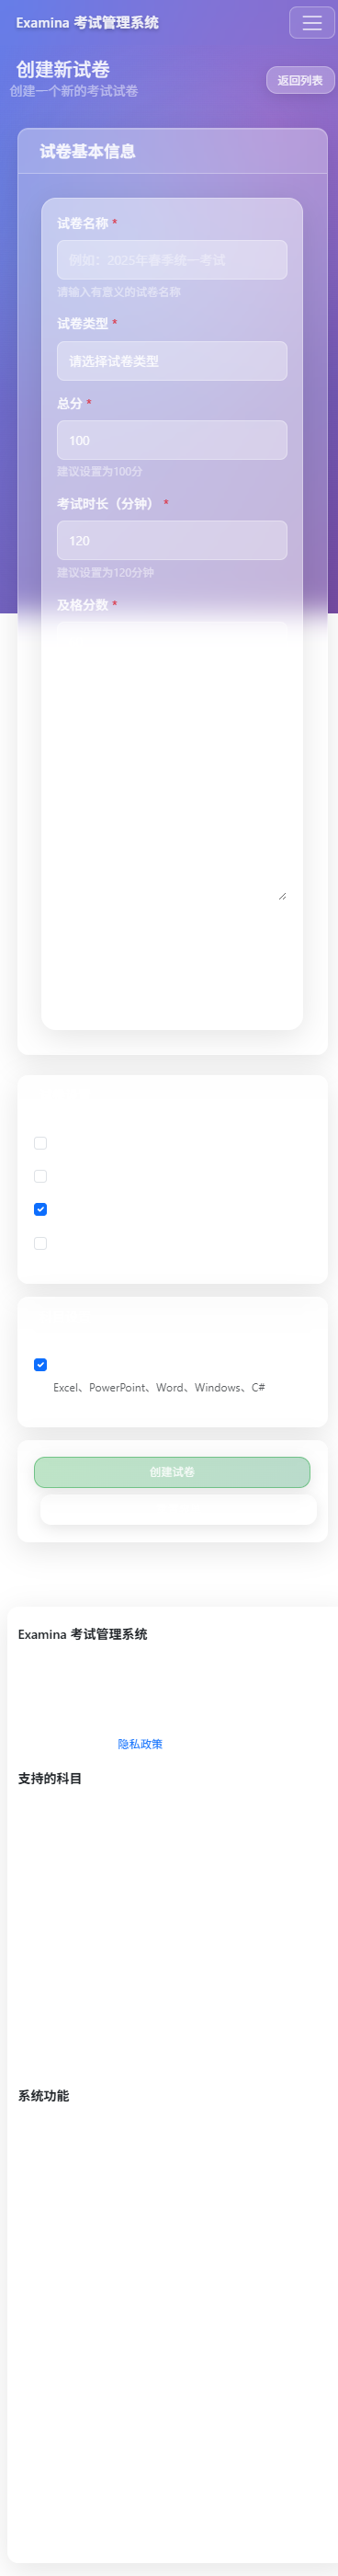 Examina 考试管理系统
创建新试卷
创建一个新的考试试卷
返回列表
试卷基本信息
试卷名称 *
例如：2025年春季统一考试
请输入有意义的试卷名称
试卷类型 *
请选择试卷类型
总分 *
100
建议设置为100分
考试时长（分钟） *
120
建议设置为120分钟
及格分数 *
Excel、PowerPoint、Word、Windows、C#
创建试卷
Examina 考试管理系统
隐私政策
支持的科目
系统功能